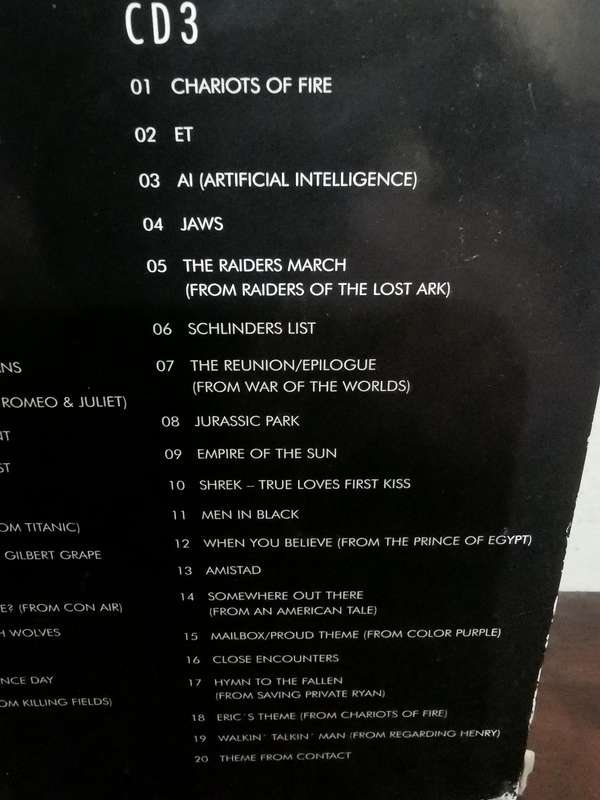 CD3
01 CHARIOTS OF FIRE
02 ET
03 AI (ARTIFICIAL INTELLIGENCE)
04 JAWS
05 THE RAIDERS MARCH
(FROM RAIDERS OF THE LOST ARK)
06 SCHLINDERS LIST
07 THE REUNION/EPILOGUE
(FROM WAR OF THE WORLDS)
08 JURASSIC PARK
09 EMPIRE OF THE SUN
10 SHREK – TRUE LOVES FIRST KISS
11 MEN IN BLACK
12 WHEN YOU BELIEVE (FROM THE PRINCE OF EGYPT)
13 AMISTAD
14 SOMEWHERE OUT THERE
(FROM AN AMERICAN TALE)
15 MAILBOX/PROUD THEME (FROM COLOR PURPLE)
16 CLOSE ENCOUNTERS
17 HYMN TO THE FALLEN
(FROM SAVING PRIVATE RYAN)
18 ERIC´S THEME (FROM CHARIOTS OF FIRE)
19 WALKIN´ TALKIN´ MAN (FROM REGARDING HENRY)
20 THEME FROM CONTACT
ROMEO & JULIET)
TITANIC)
GILBERT GRAPE
(FROM CON AIR)
WOLVES
DAY
KILLING FIELDS)